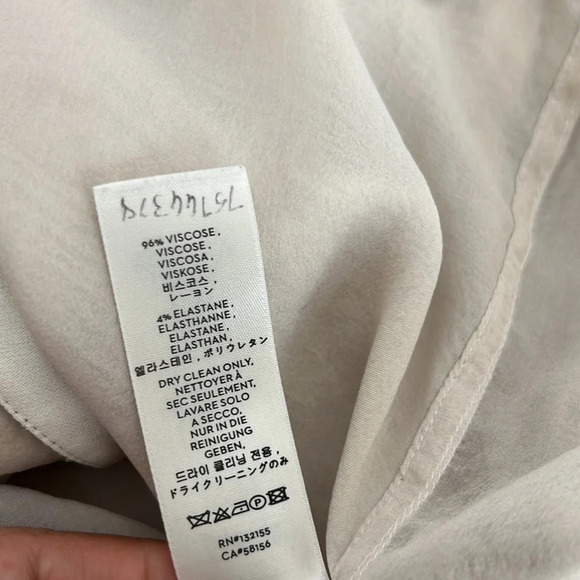 96% VISCOSE,
VISCOSE,
VISCOSA,
VISKOSE,
비스코스,
レーヨン
4% ELASTANE,
ELASTHANNE,
ELASTANE,
ELASTHAN,
엘라스테인, ポリウレタン
DRY CLEAN ONLY,
NETTOYER À
SEC SEULEMENT,
LAVARE SOLO
A SECCO,
NUR IN DIE
REINIGUNG
GEBEN,
드라이 클리닝 전용,
ドライクリーニングのみ
RN#132155
CA#58156